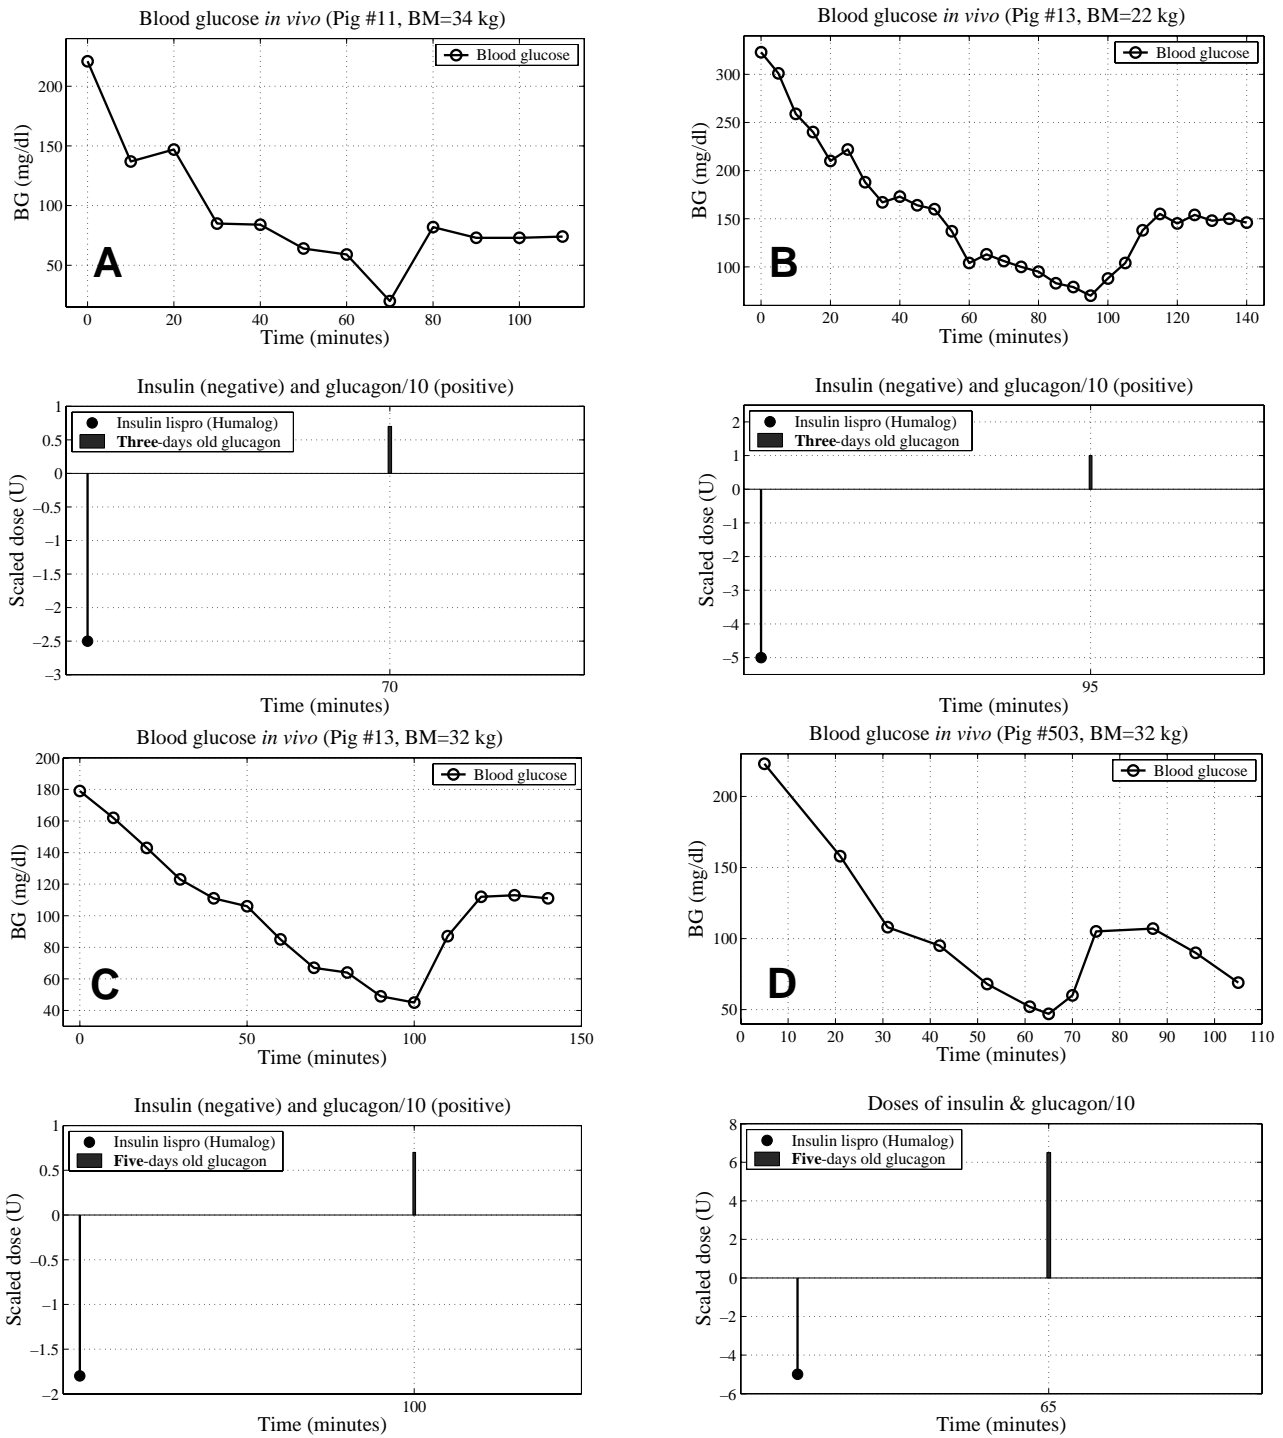 Blood glucose in vivo (Pig #11, BM=34 kg)
Blood glucose
200
150
100
50
BG (mg/dl)
A
0 20 40 60 80 100
Time (minutes)
Insulin (negative) and glucagon/10 (positive)
Insulin lispro (Humalog)
Three-days old glucagon
1
0.5
0
−0.5
−1
−1.5
−2
−2.5
−3
Scaled dose (U)
70
Time (minutes)
Blood glucose in vivo (Pig #13, BM=22 kg)
Blood glucose
300
250
200
150
100
BG (mg/dl)
B
0 20 40 60 80 100 120 140
Time (minutes)
Insulin (negative) and glucagon/10 (positive)
Insulin lispro (Humalog)
Three-days old glucagon
2
1
0
−1
−2
−3
−4
−5
Scaled dose (U)
95
Time (minutes)
Blood glucose in vivo (Pig #13, BM=32 kg)
Blood glucose
200
180
160
140
120
100
80
60
40
BG (mg/dl)
C
0 50 100 150
Time (minutes)
Insulin (negative) and glucagon/10 (positive)
Insulin lispro (Humalog)
Five-days old glucagon
1
0.5
0
−0.5
−1
−1.5
−2
Scaled dose (U)
100
Time (minutes)
Blood glucose in vivo (Pig #503, BM=32 kg)
Blood glucose
200
150
100
50
BG (mg/dl)
D
0 10 20 30 40 50 60 70 80 90 100 110
Time (minutes)
Doses of insulin & glucagon/10
Insulin lispro (Humalog)
Five-days old glucagon
8
6
4
2
0
−2
−4
−6
Scaled dose (U)
65
Time (minutes)